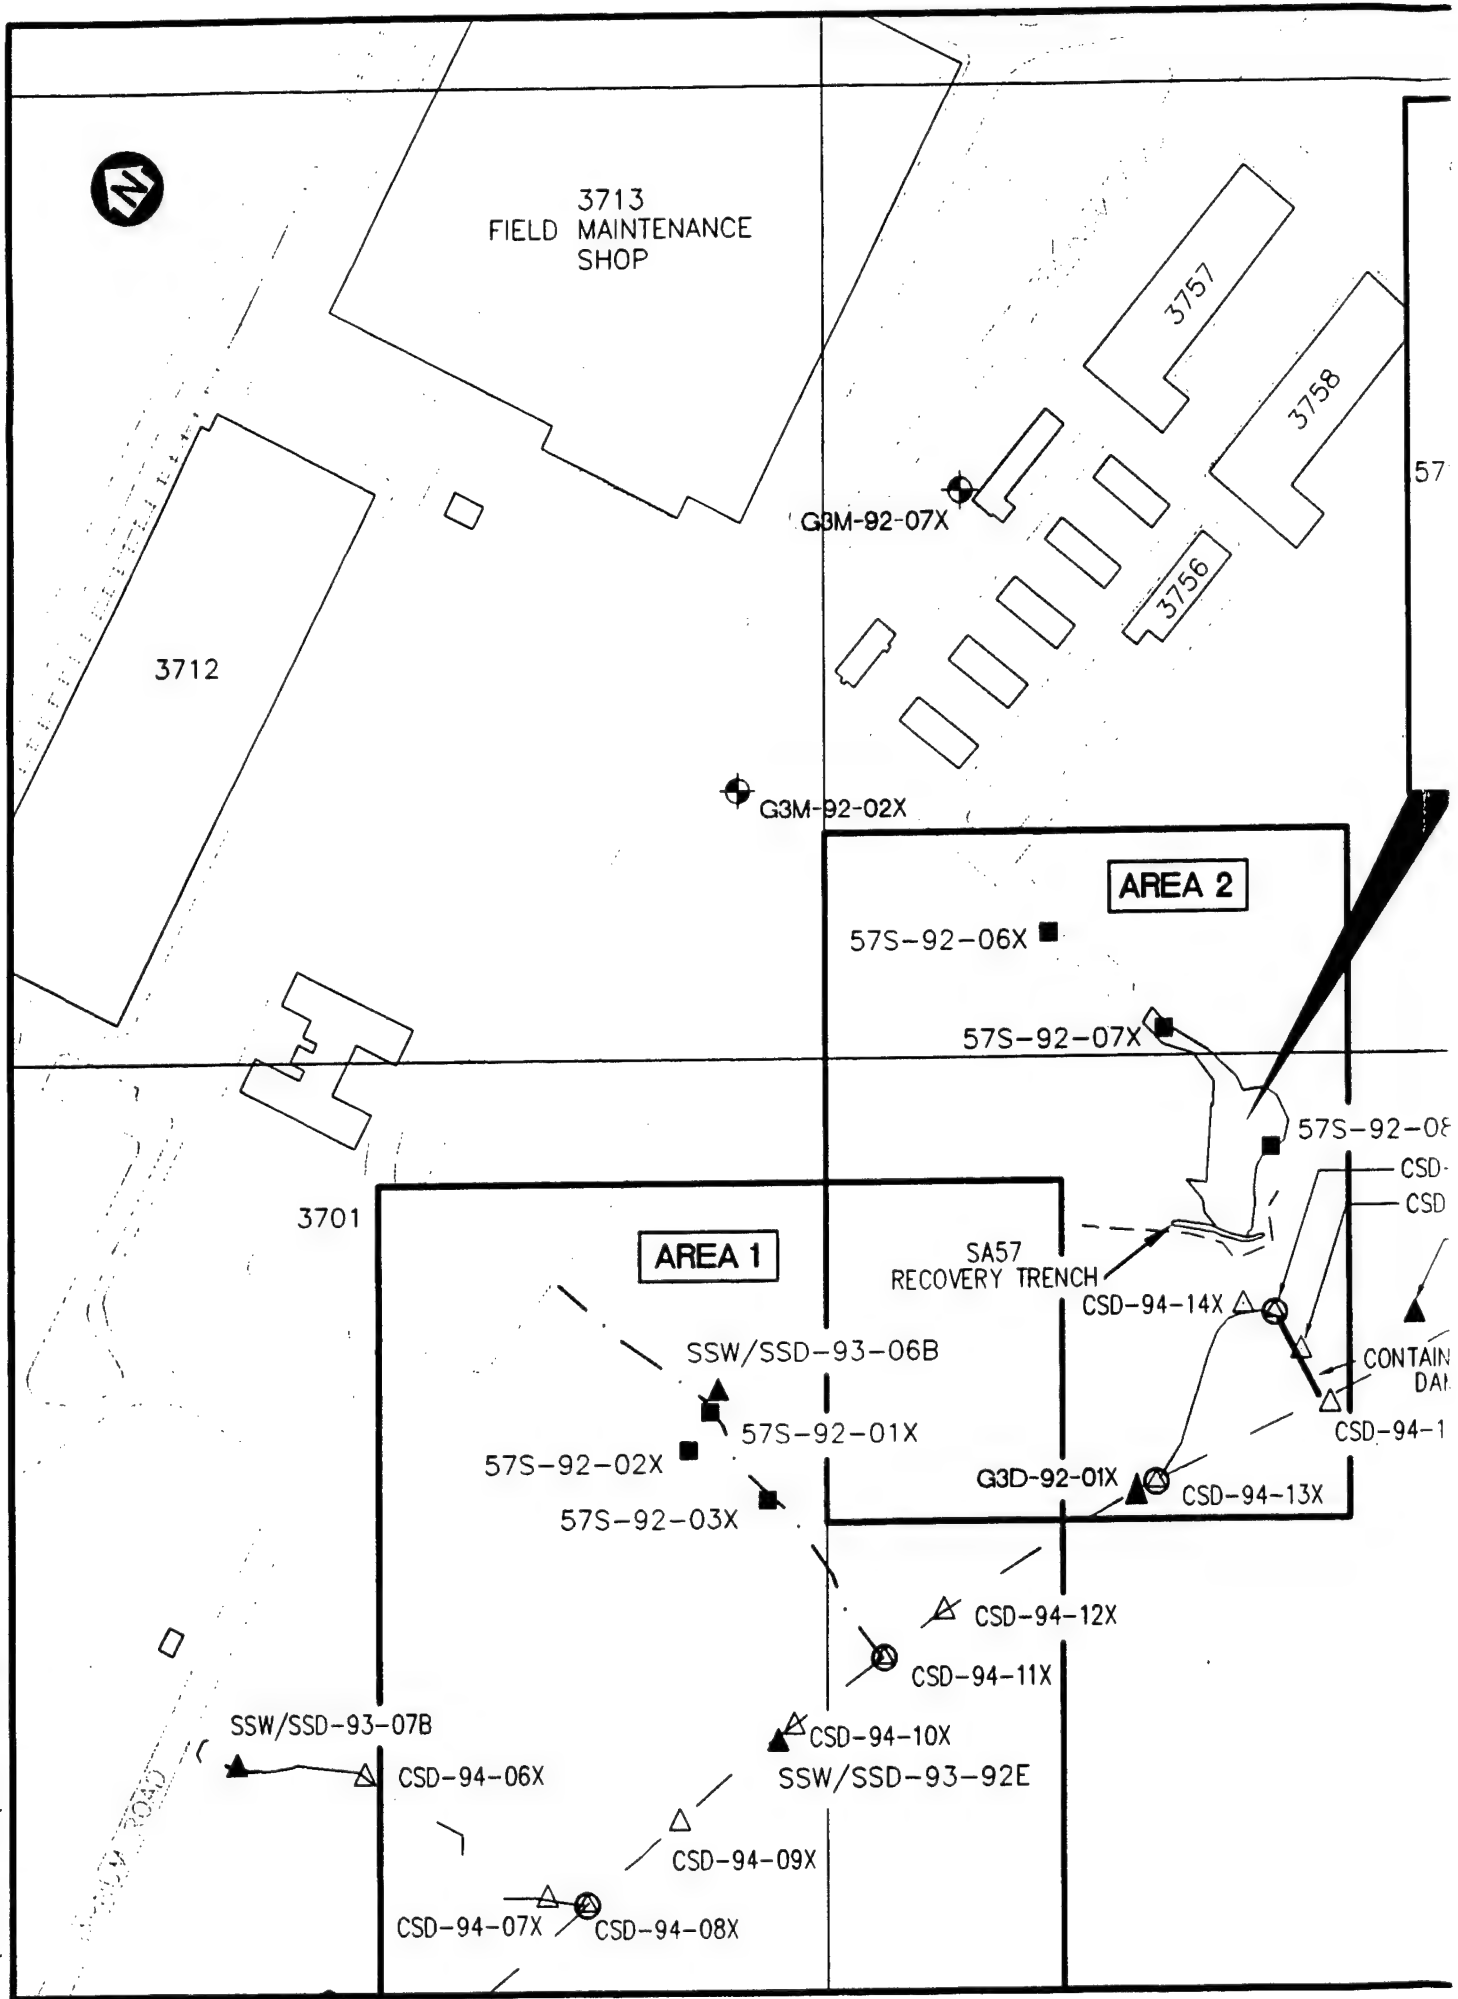 N
3713
FIELD MAINTENANCE
SHOP
3757
3758
57
G3M-92-07X
3756
3712
G3M-92-02X
AREA 2
57S-92-06X
57S-92-07X
57S-92-08
CSD-
CSD
3701
AREA 1
SA57
RECOVERY TRENCH
CSD-94-14X
SSW/SSD-93-06B
CONTAIN
DAM
57S-92-01X
CSD-94-1
57S-92-02X
G3D-92-01X
CSD-94-13X
57S-92-03X
CSD-94-12X
CSD-94-11X
SSW/SSD-93-07B
CSD-94-10X
CSD-94-06X
SSW/SSD-93-92E
ROAD
CSD-94-09X
CSD-94-07X
CSD-94-08X